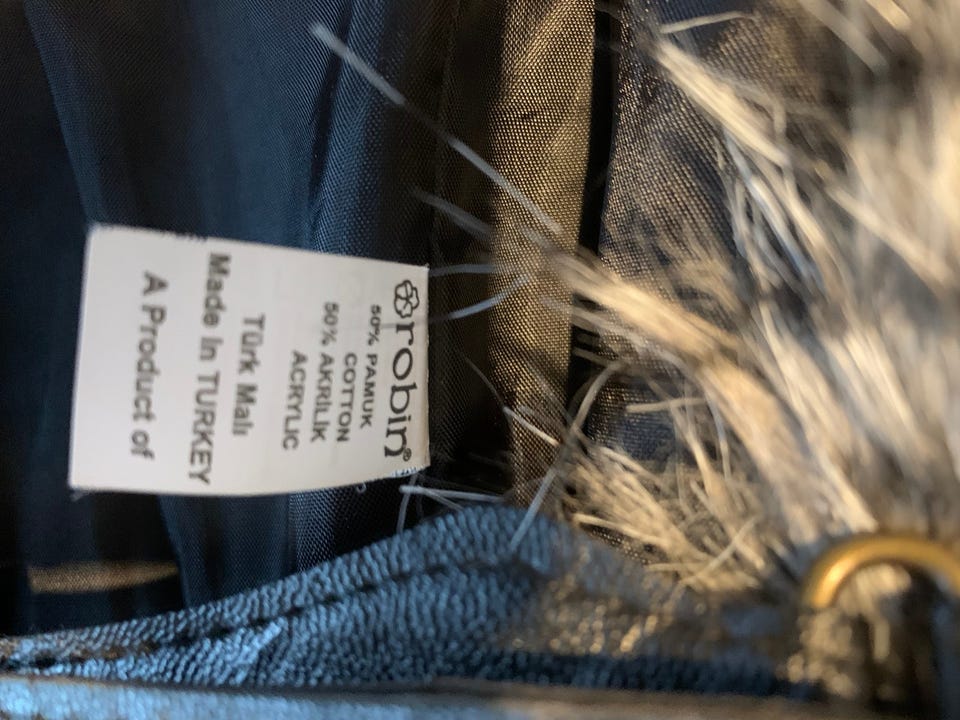 robin®
50% PAMUK
COTTON
50% AKRİLİK
ACRYLIC
Türk Malı
Made In TURKEY
A Product of